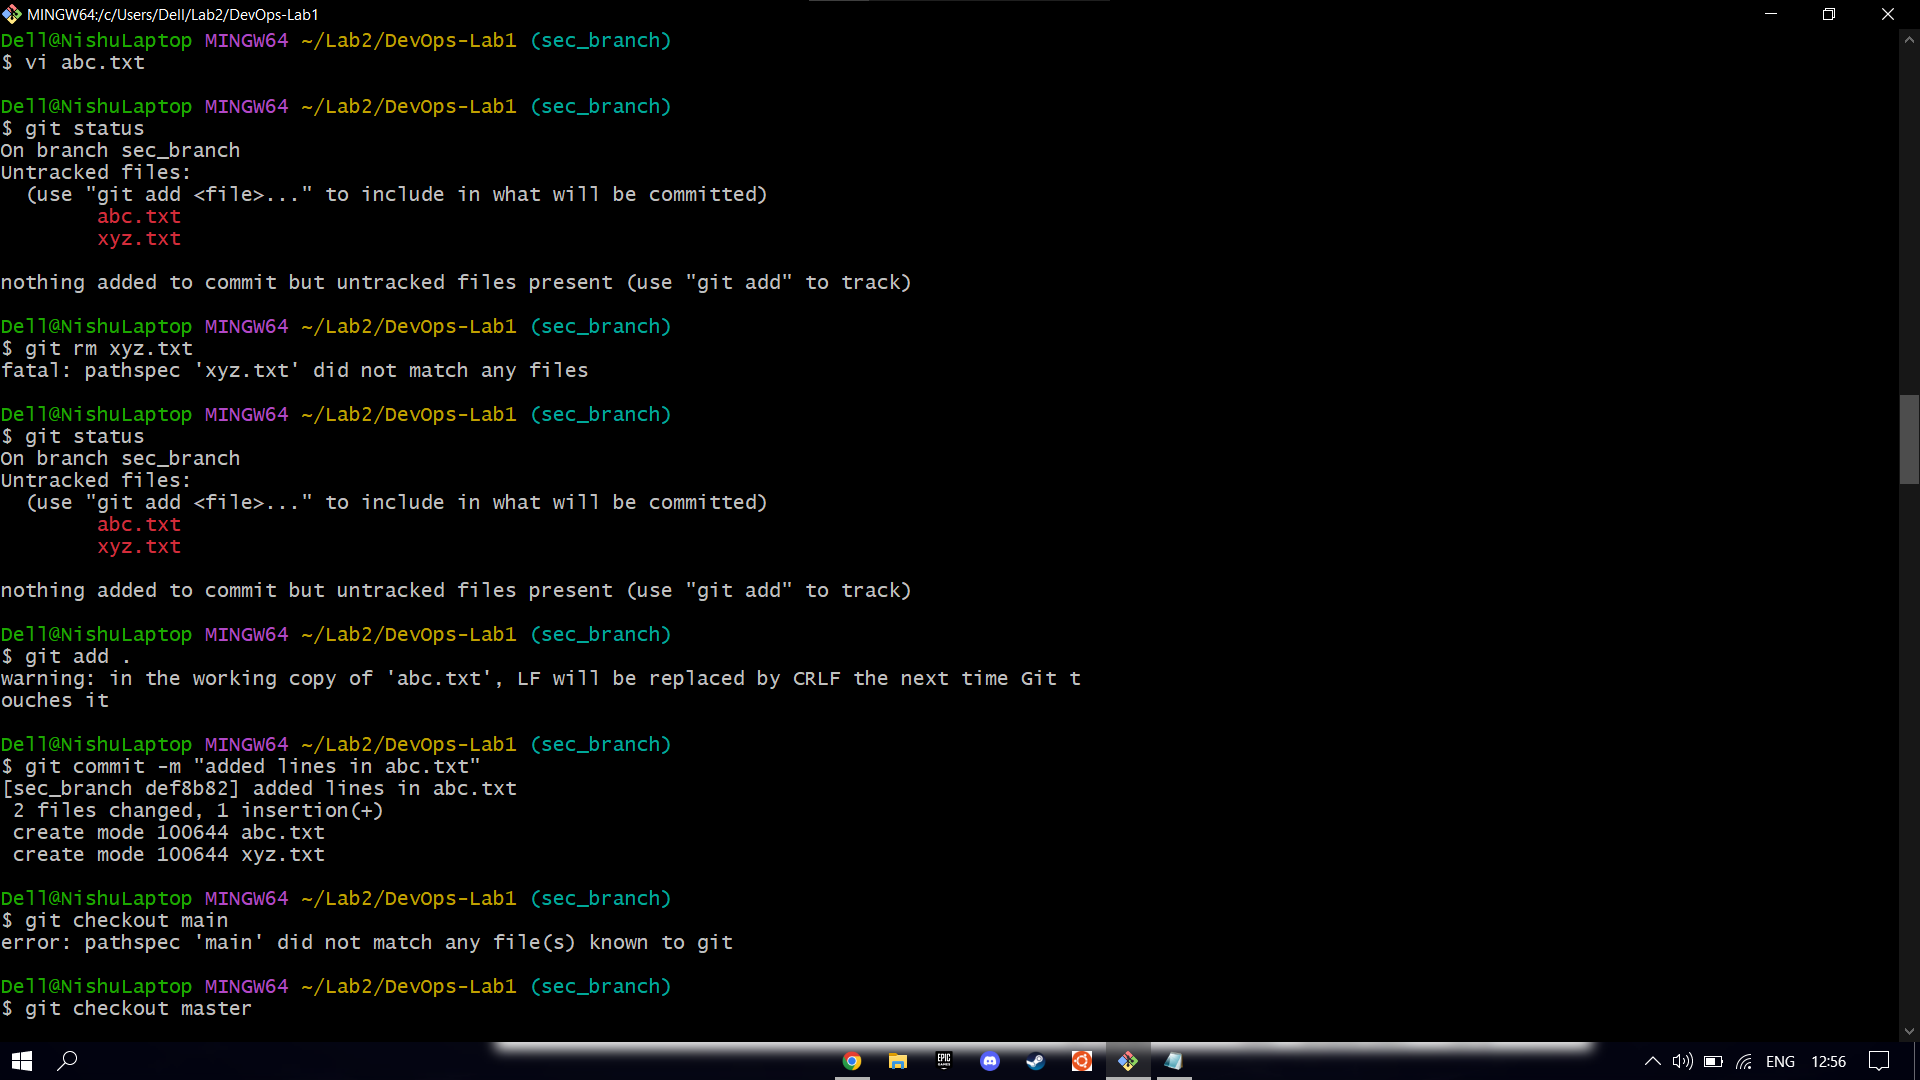 MINGW64:/c/Users/Dell/Lab2/DevOps-Lab1
Dell@NishuLaptop MINGW64 ~/Lab2/DevOps-Lab1 (sec_branch)
$ vi abc.txt
Dell@NishuLaptop MINGW64 ~/Lab2/DevOps-Lab1 (sec_branch)
$ git status
On branch sec_branch
Untracked files:
  (use "git add <file>..." to include in what will be committed)
        abc.txt
        xyz.txt
nothing added to commit but untracked files present (use "git add" to track)
Dell@NishuLaptop MINGW64 ~/Lab2/DevOps-Lab1 (sec_branch)
$ git rm xyz.txt
fatal: pathspec 'xyz.txt' did not match any files
Dell@NishuLaptop MINGW64 ~/Lab2/DevOps-Lab1 (sec_branch)
$ git status
On branch sec_branch
Untracked files:
  (use "git add <file>..." to include in what will be committed)
        abc.txt
        xyz.txt
nothing added to commit but untracked files present (use "git add" to track)
Dell@NishuLaptop MINGW64 ~/Lab2/DevOps-Lab1 (sec_branch)
$ git add .
warning: in the working copy of 'abc.txt', LF will be replaced by CRLF the next time Git t
ouches it
Dell@NishuLaptop MINGW64 ~/Lab2/DevOps-Lab1 (sec_branch)
$ git commit -m "added lines in abc.txt"
[sec_branch def8b82] added lines in abc.txt
 2 files changed, 1 insertion(+)
 create mode 100644 abc.txt
 create mode 100644 xyz.txt
Dell@NishuLaptop MINGW64 ~/Lab2/DevOps-Lab1 (sec_branch)
$ git checkout main
error: pathspec 'main' did not match any file(s) known to git
Dell@NishuLaptop MINGW64 ~/Lab2/DevOps-Lab1 (sec_branch)
$ git checkout master
EPIC
GAMES
ENG 12:56